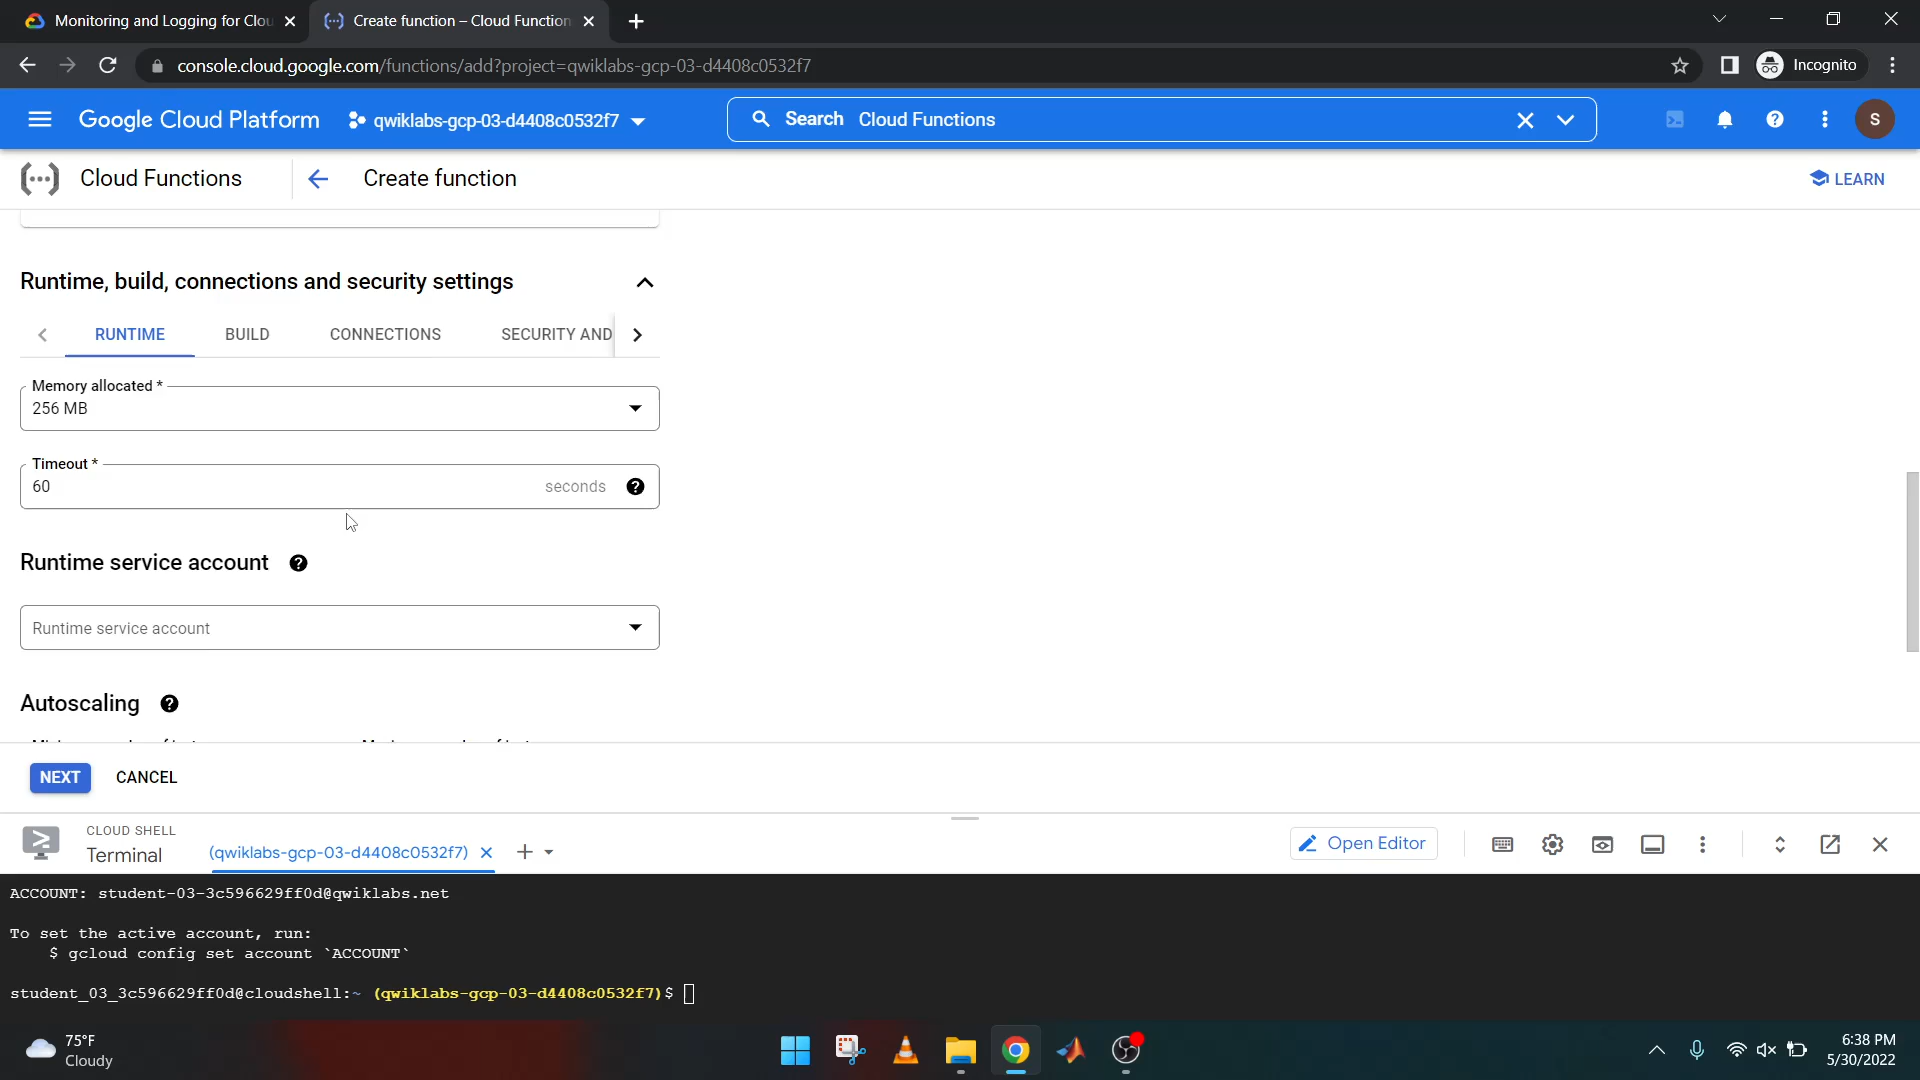 Monitoring and Logging for Clou
Create function – Cloud Function
console.cloud.google.com/functions/add?project=qwiklabs-gcp-03-d4408c0532f7
Incognito
Google Cloud Platform
qwiklabs-gcp-03-d4408c0532f7
Search Cloud Functions
S
Cloud Functions
Create function
LEARN
Runtime, build, connections and security settings
RUNTIME
BUILD
CONNECTIONS
SECURITY AND
Memory allocated *
256 MB
Timeout *
60
seconds
Runtime service account
Runtime service account
Autoscaling
NEXT
CANCEL
CLOUD SHELL
Terminal
(qwiklabs-gcp-03-d4408c0532f7)
Open Editor
ACCOUNT: student-03-3c596629ff0d@qwiklabs.net
To set the active account, run:
$ gcloud config set account `ACCOUNT`
student_03_3c596629ff0d@cloudshell:~ (qwiklabs-gcp-03-d4408c0532f7)$
75°F
Cloudy
6:38 PM
5/30/2022